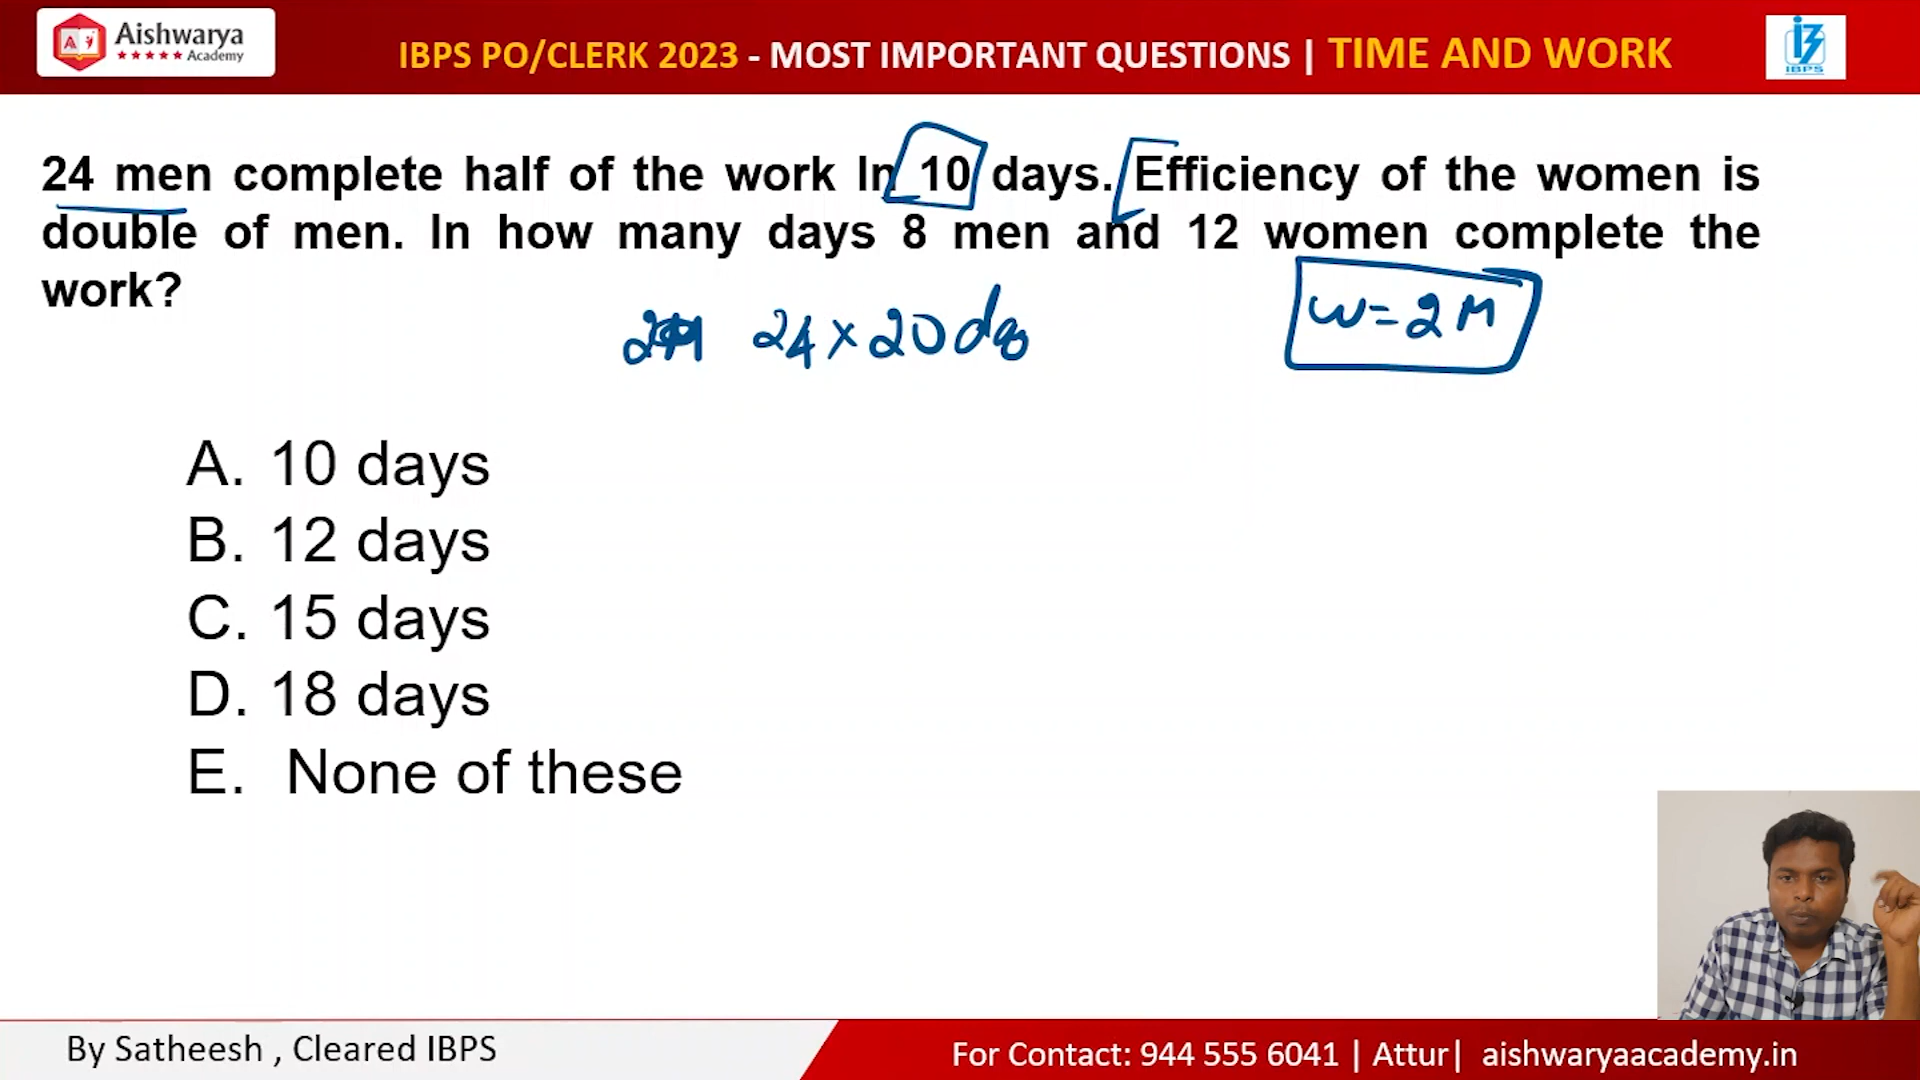 Aishwarya
Academy
IBPS PO/CLERK 2023 - MOST IMPORTANT QUESTIONS | TIME AND WORK
IBPS
24 men complete half of the work In 10 days. Efficiency of the women is
double of men. In how many days 8 men and 12 women complete the
work?
24 × 20
W = 2 M
A. 10 days
B. 12 days
C. 15 days
D. 18 days
E. None of these
By Satheesh , Cleared IBPS
For Contact: 944 555 6041 | Attur| aishwaryaacademy.in